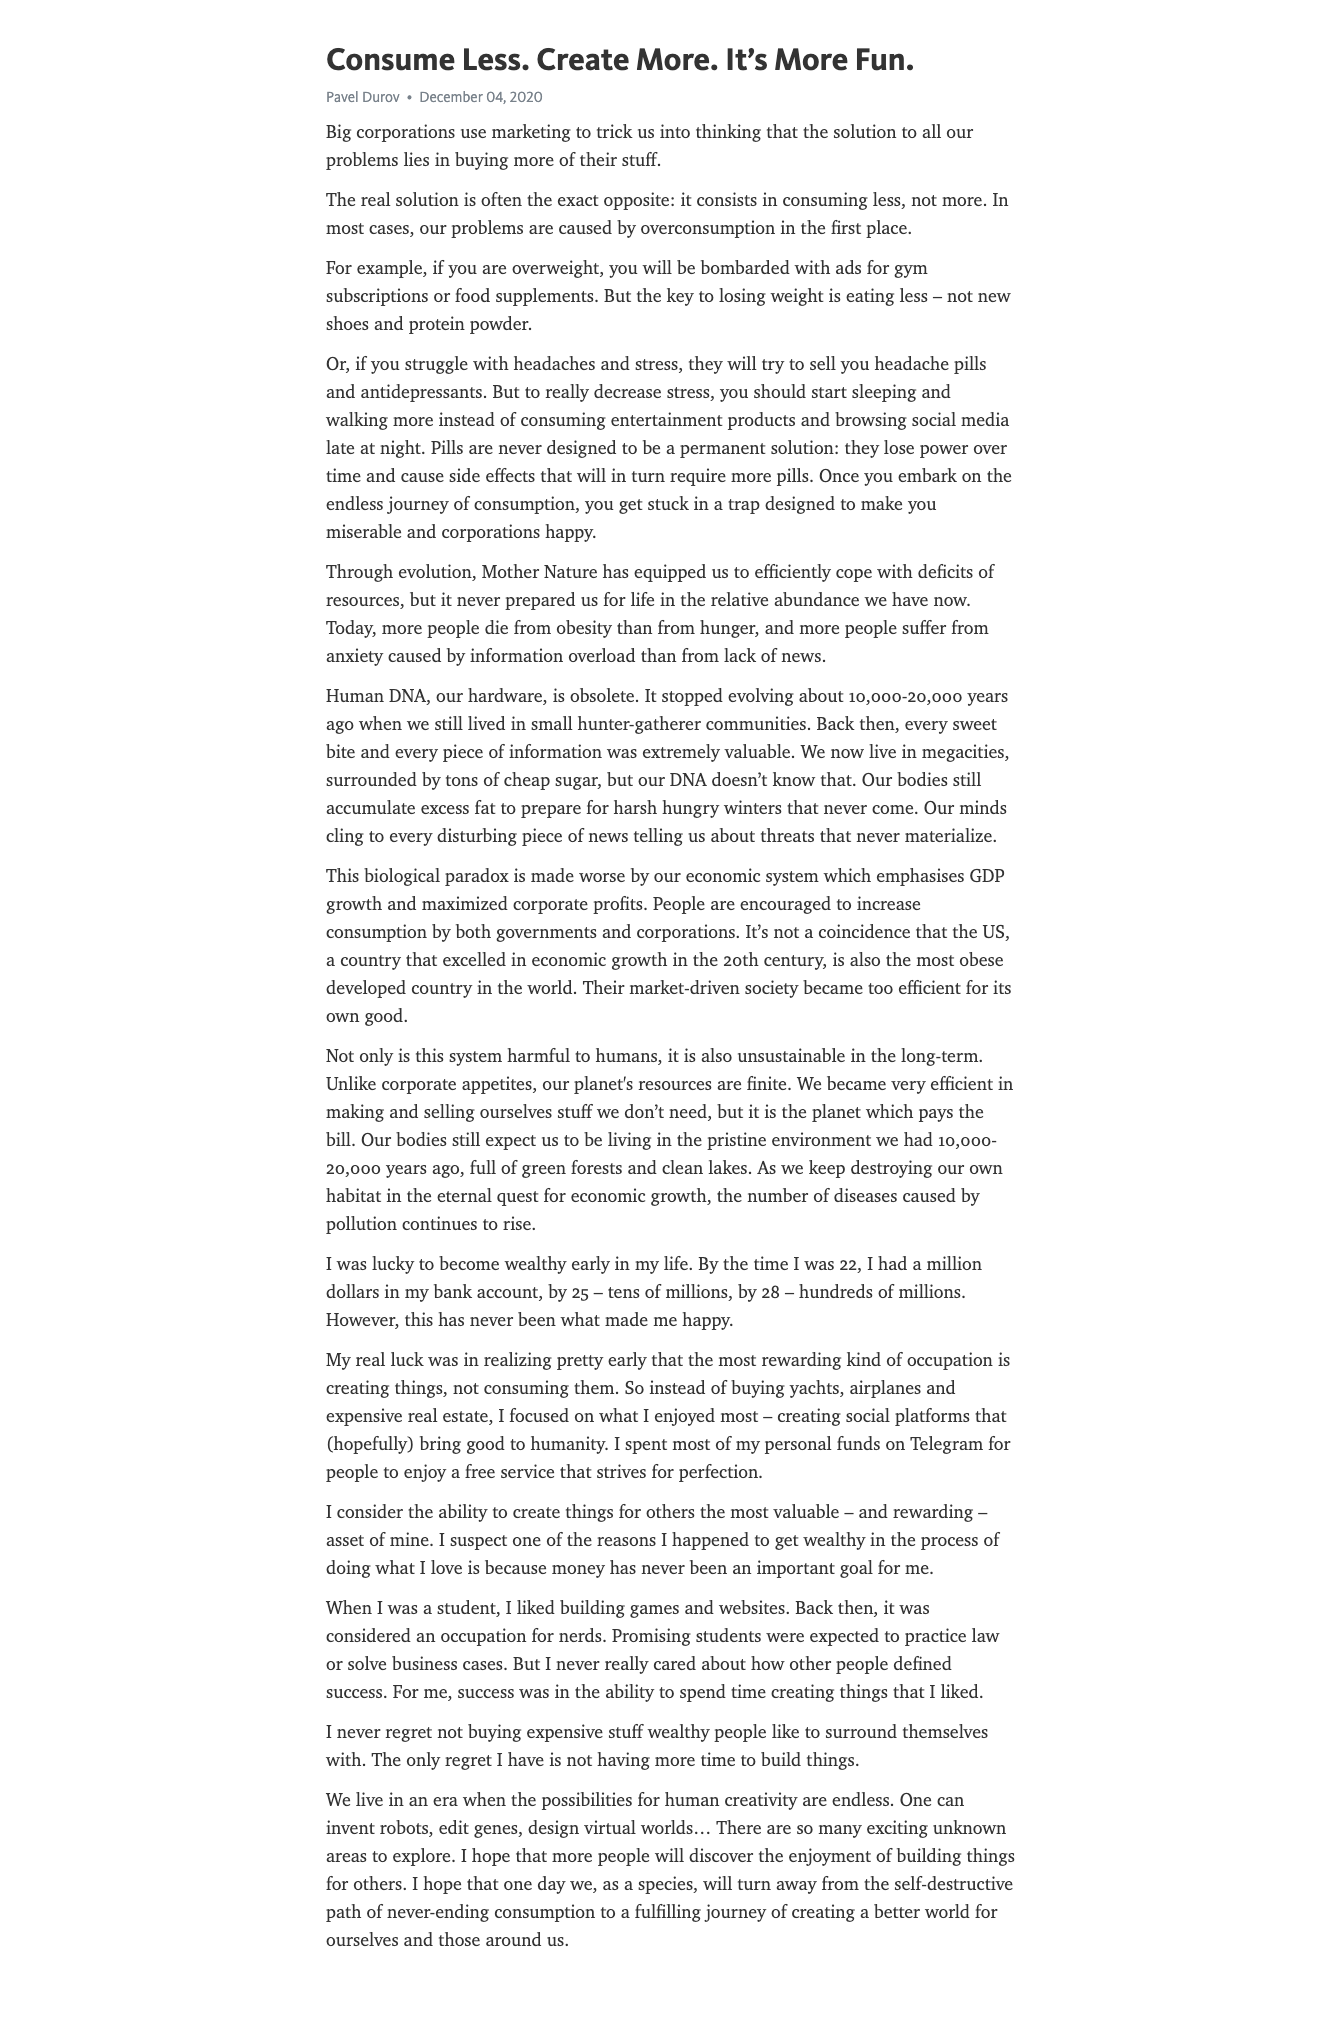 Consume Less. Create More. It’s More Fun.
Pavel Durov • December 04, 2020
Big corporations use marketing to trick us into thinking that the solution to all our
problems lies in buying more of their stuff.
The real solution is often the exact opposite: it consists in consuming less, not more. In
most cases, our problems are caused by overconsumption in the first place.
For example, if you are overweight, you will be bombarded with ads for gym
subscriptions or food supplements. But the key to losing weight is eating less – not new
shoes and protein powder.
Or, if you struggle with headaches and stress, they will try to sell you headache pills
and antidepressants. But to really decrease stress, you should start sleeping and
walking more instead of consuming entertainment products and browsing social media
late at night. Pills are never designed to be a permanent solution: they lose power over
time and cause side effects that will in turn require more pills. Once you embark on the
endless journey of consumption, you get stuck in a trap designed to make you
miserable and corporations happy.
Through evolution, Mother Nature has equipped us to efficiently cope with deficits of
resources, but it never prepared us for life in the relative abundance we have now.
Today, more people die from obesity than from hunger, and more people suffer from
anxiety caused by information overload than from lack of news.
Human DNA, our hardware, is obsolete. It stopped evolving about 10,000-20,000 years
ago when we still lived in small hunter-gatherer communities. Back then, every sweet
bite and every piece of information was extremely valuable. We now live in megacities,
surrounded by tons of cheap sugar, but our DNA doesn’t know that. Our bodies still
accumulate excess fat to prepare for harsh hungry winters that never come. Our minds
cling to every disturbing piece of news telling us about threats that never materialize.
This biological paradox is made worse by our economic system which emphasises GDP
growth and maximized corporate profits. People are encouraged to increase
consumption by both governments and corporations. It’s not a coincidence that the US,
a country that excelled in economic growth in the 20th century, is also the most obese
developed country in the world. Their market-driven society became too efficient for its
own good.
Not only is this system harmful to humans, it is also unsustainable in the long-term.
Unlike corporate appetites, our planet's resources are finite. We became very efficient in
making and selling ourselves stuff we don’t need, but it is the planet which pays the
bill. Our bodies still expect us to be living in the pristine environment we had 10,000-
20,000 years ago, full of green forests and clean lakes. As we keep destroying our own
habitat in the eternal quest for economic growth, the number of diseases caused by
pollution continues to rise.
I was lucky to become wealthy early in my life. By the time I was 22, I had a million
dollars in my bank account, by 25 – tens of millions, by 28 – hundreds of millions.
However, this has never been what made me happy.
My real luck was in realizing pretty early that the most rewarding kind of occupation is
creating things, not consuming them. So instead of buying yachts, airplanes and
expensive real estate, I focused on what I enjoyed most – creating social platforms that
(hopefully) bring good to humanity. I spent most of my personal funds on Telegram for
people to enjoy a free service that strives for perfection.
I consider the ability to create things for others the most valuable – and rewarding –
asset of mine. I suspect one of the reasons I happened to get wealthy in the process of
doing what I love is because money has never been an important goal for me.
When I was a student, I liked building games and websites. Back then, it was
considered an occupation for nerds. Promising students were expected to practice law
or solve business cases. But I never really cared about how other people defined
success. For me, success was in the ability to spend time creating things that I liked.
I never regret not buying expensive stuff wealthy people like to surround themselves
with. The only regret I have is not having more time to build things.
We live in an era when the possibilities for human creativity are endless. One can
invent robots, edit genes, design virtual worlds… There are so many exciting unknown
areas to explore. I hope that more people will discover the enjoyment of building things
for others. I hope that one day we, as a species, will turn away from the self-destructive
path of never-ending consumption to a fulfilling journey of creating a better world for
ourselves and those around us.